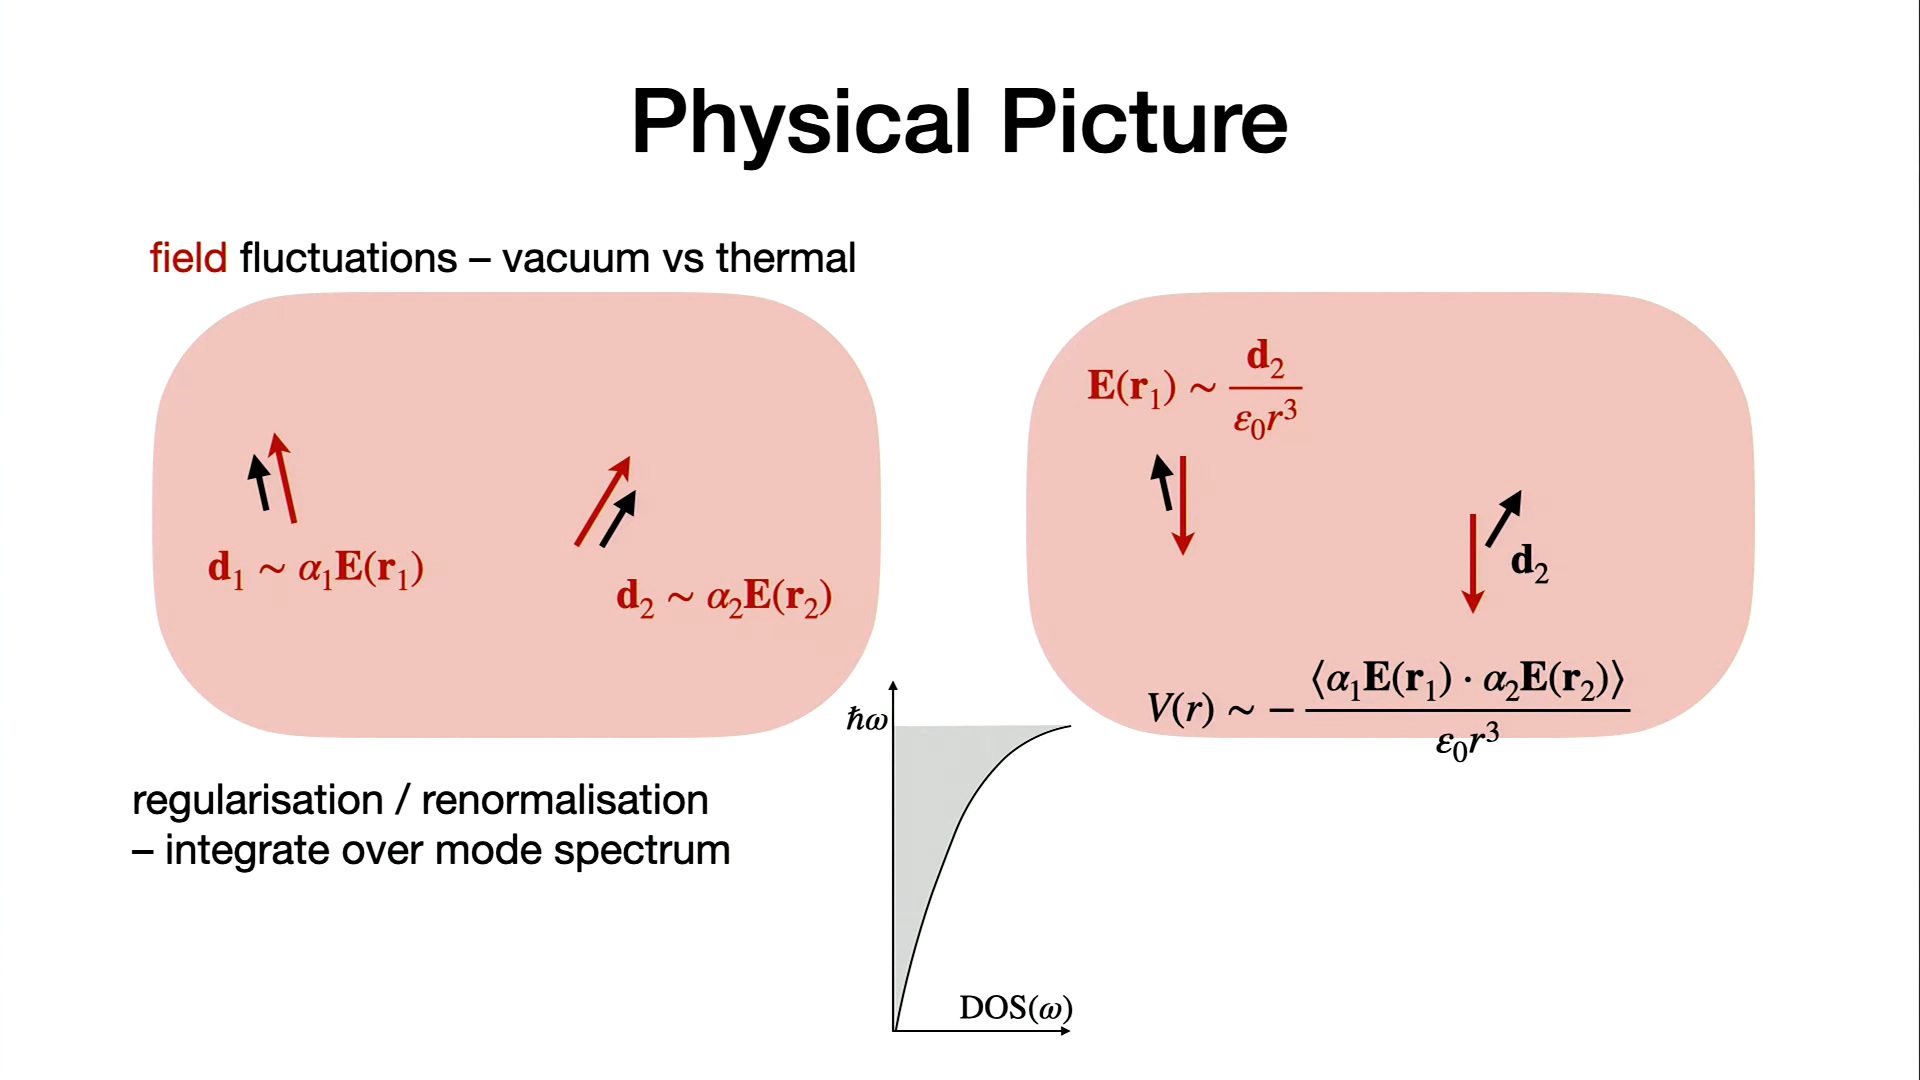 Physical Picture
field fluctuations – vacuum vs thermal
d₁ ~ α₁E(r₁)
d₂ ~ α₂E(r₂)
E(r₁) ~ d₂ / ε₀r³
d₂
V(r) ~ − ⟨α₁E(r₁) · α₂E(r₂)⟩ / ε₀r³
ħω
DOS(ω)
regularisation / renormalisation
– integrate over mode spectrum